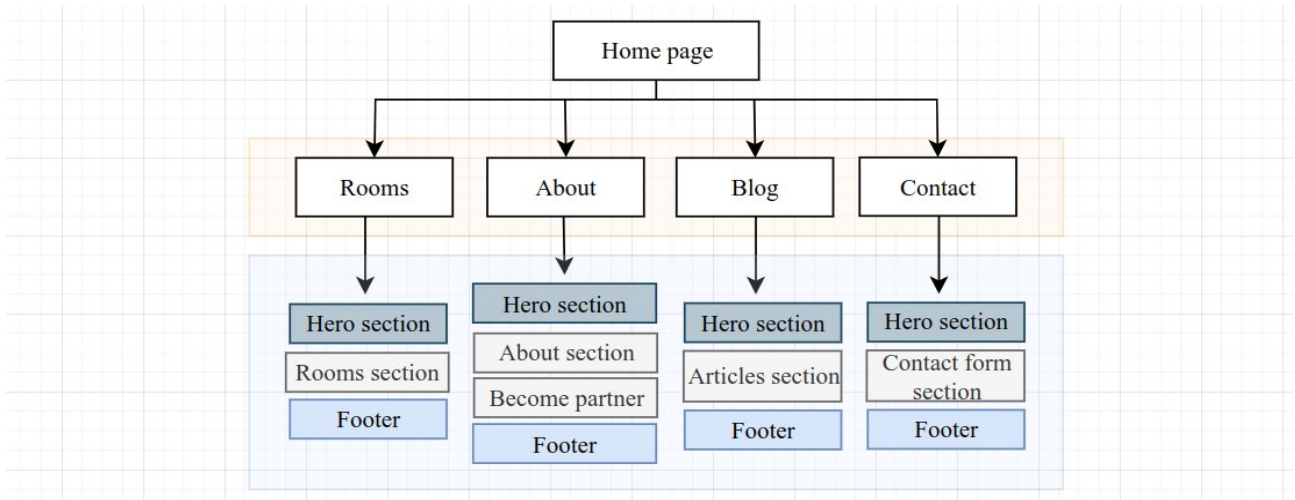 Home page
Rooms
About
Blog
Contact
Hero section
Rooms section
Footer
Hero section
About section
Become partner
Footer
Hero section
Articles section
Footer
Hero section
Contact form
section
Footer